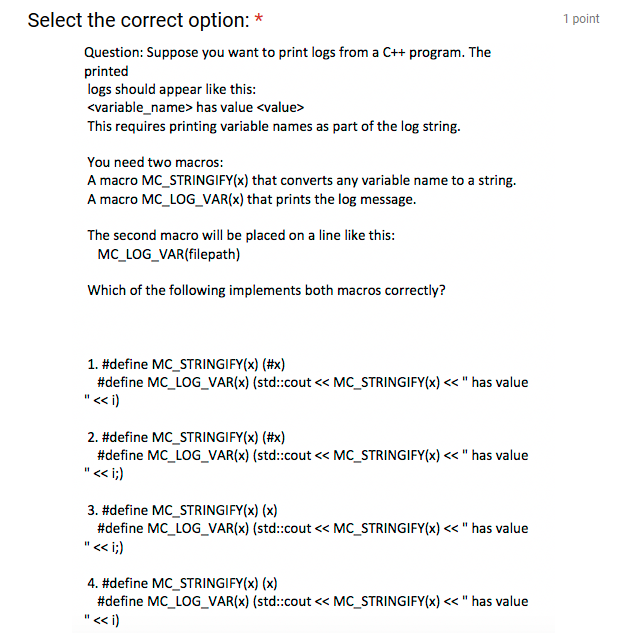 Select the correct option: *
1 point
Question: Suppose you want to print logs from a C++ program. The
printed
logs should appear like this:
<variable_name> has value <value>
This requires printing variable names as part of the log string.
You need two macros:
A macro MC_STRINGIFY(x) that converts any variable name to a string.
A macro MC_LOG_VAR(x) that prints the log message.
The second macro will be placed on a line like this:
MC_LOG_VAR(filepath)
Which of the following implements both macros correctly?
1. #define MC_STRINGIFY(x) (#x)
#define MC_LOG_VAR(x) (std::cout << MC_STRINGIFY(x) << " has value
" << i)
2. #define MC_STRINGIFY(x) (#x)
#define MC_LOG_VAR(x) (std::cout << MC_STRINGIFY(x) << " has value
" << i;)
3. #define MC_STRINGIFY(x) (x)
#define MC_LOG_VAR(x) (std::cout << MC_STRINGIFY(x) << " has value
" << i;)
4. #define MC_STRINGIFY(x) (x)
#define MC_LOG_VAR(x) (std::cout << MC_STRINGIFY(x) << " has value
" << i)